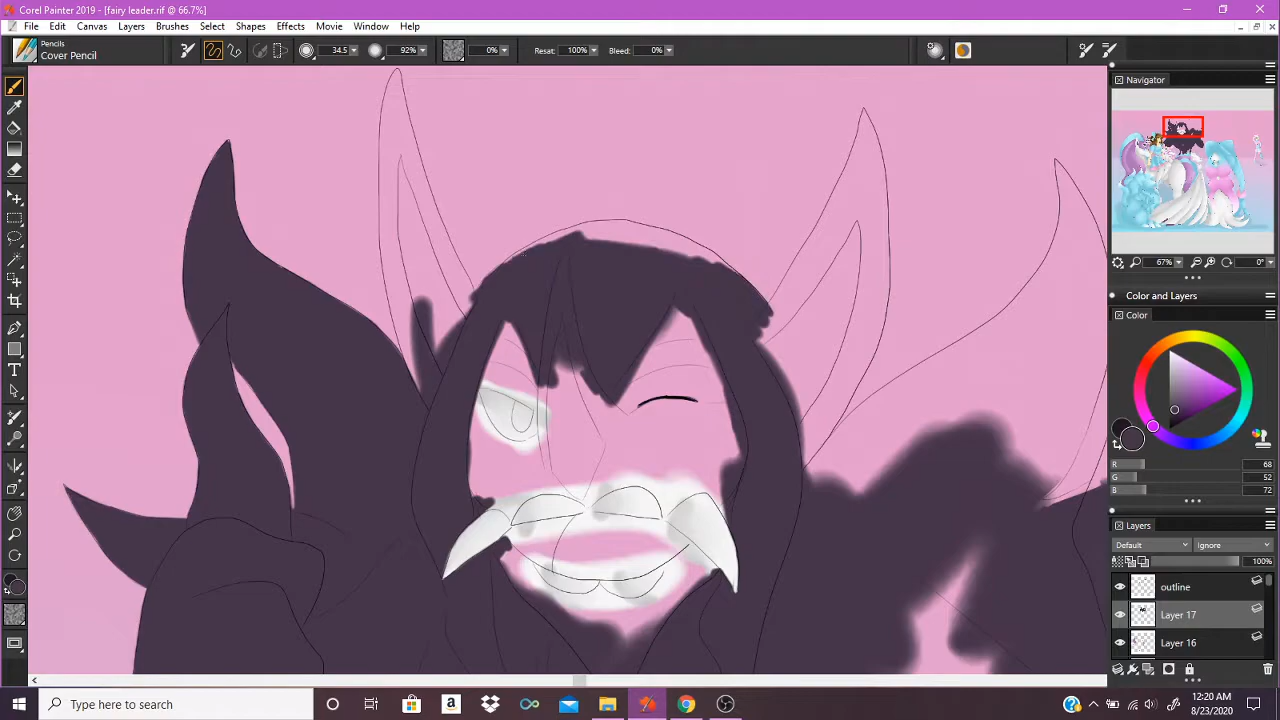 Corel Painter 2019 - [fairy leader.rif @ 66.7%]
File Edit Canvas Layers Brushes Select Shapes Effects Movie Window Help
Pencils
Cover Pencil
34.5 92% 0% Resat: 100% Bleed: 0%
Navigator
67% 0°
Color and Layers
Color
R 68
G 52
B 72
Layers
Default Ignore
100%
outline
Layer 17
Layer 16
Type here to search
12:20 AM
8/23/2020